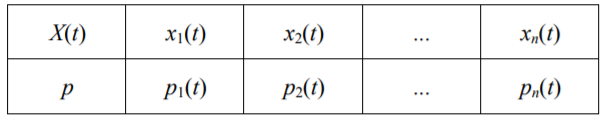 X(t) x₁(t) x₂(t) ... xₙ(t)
p p₁(t) p₂(t) ... pₙ(t)